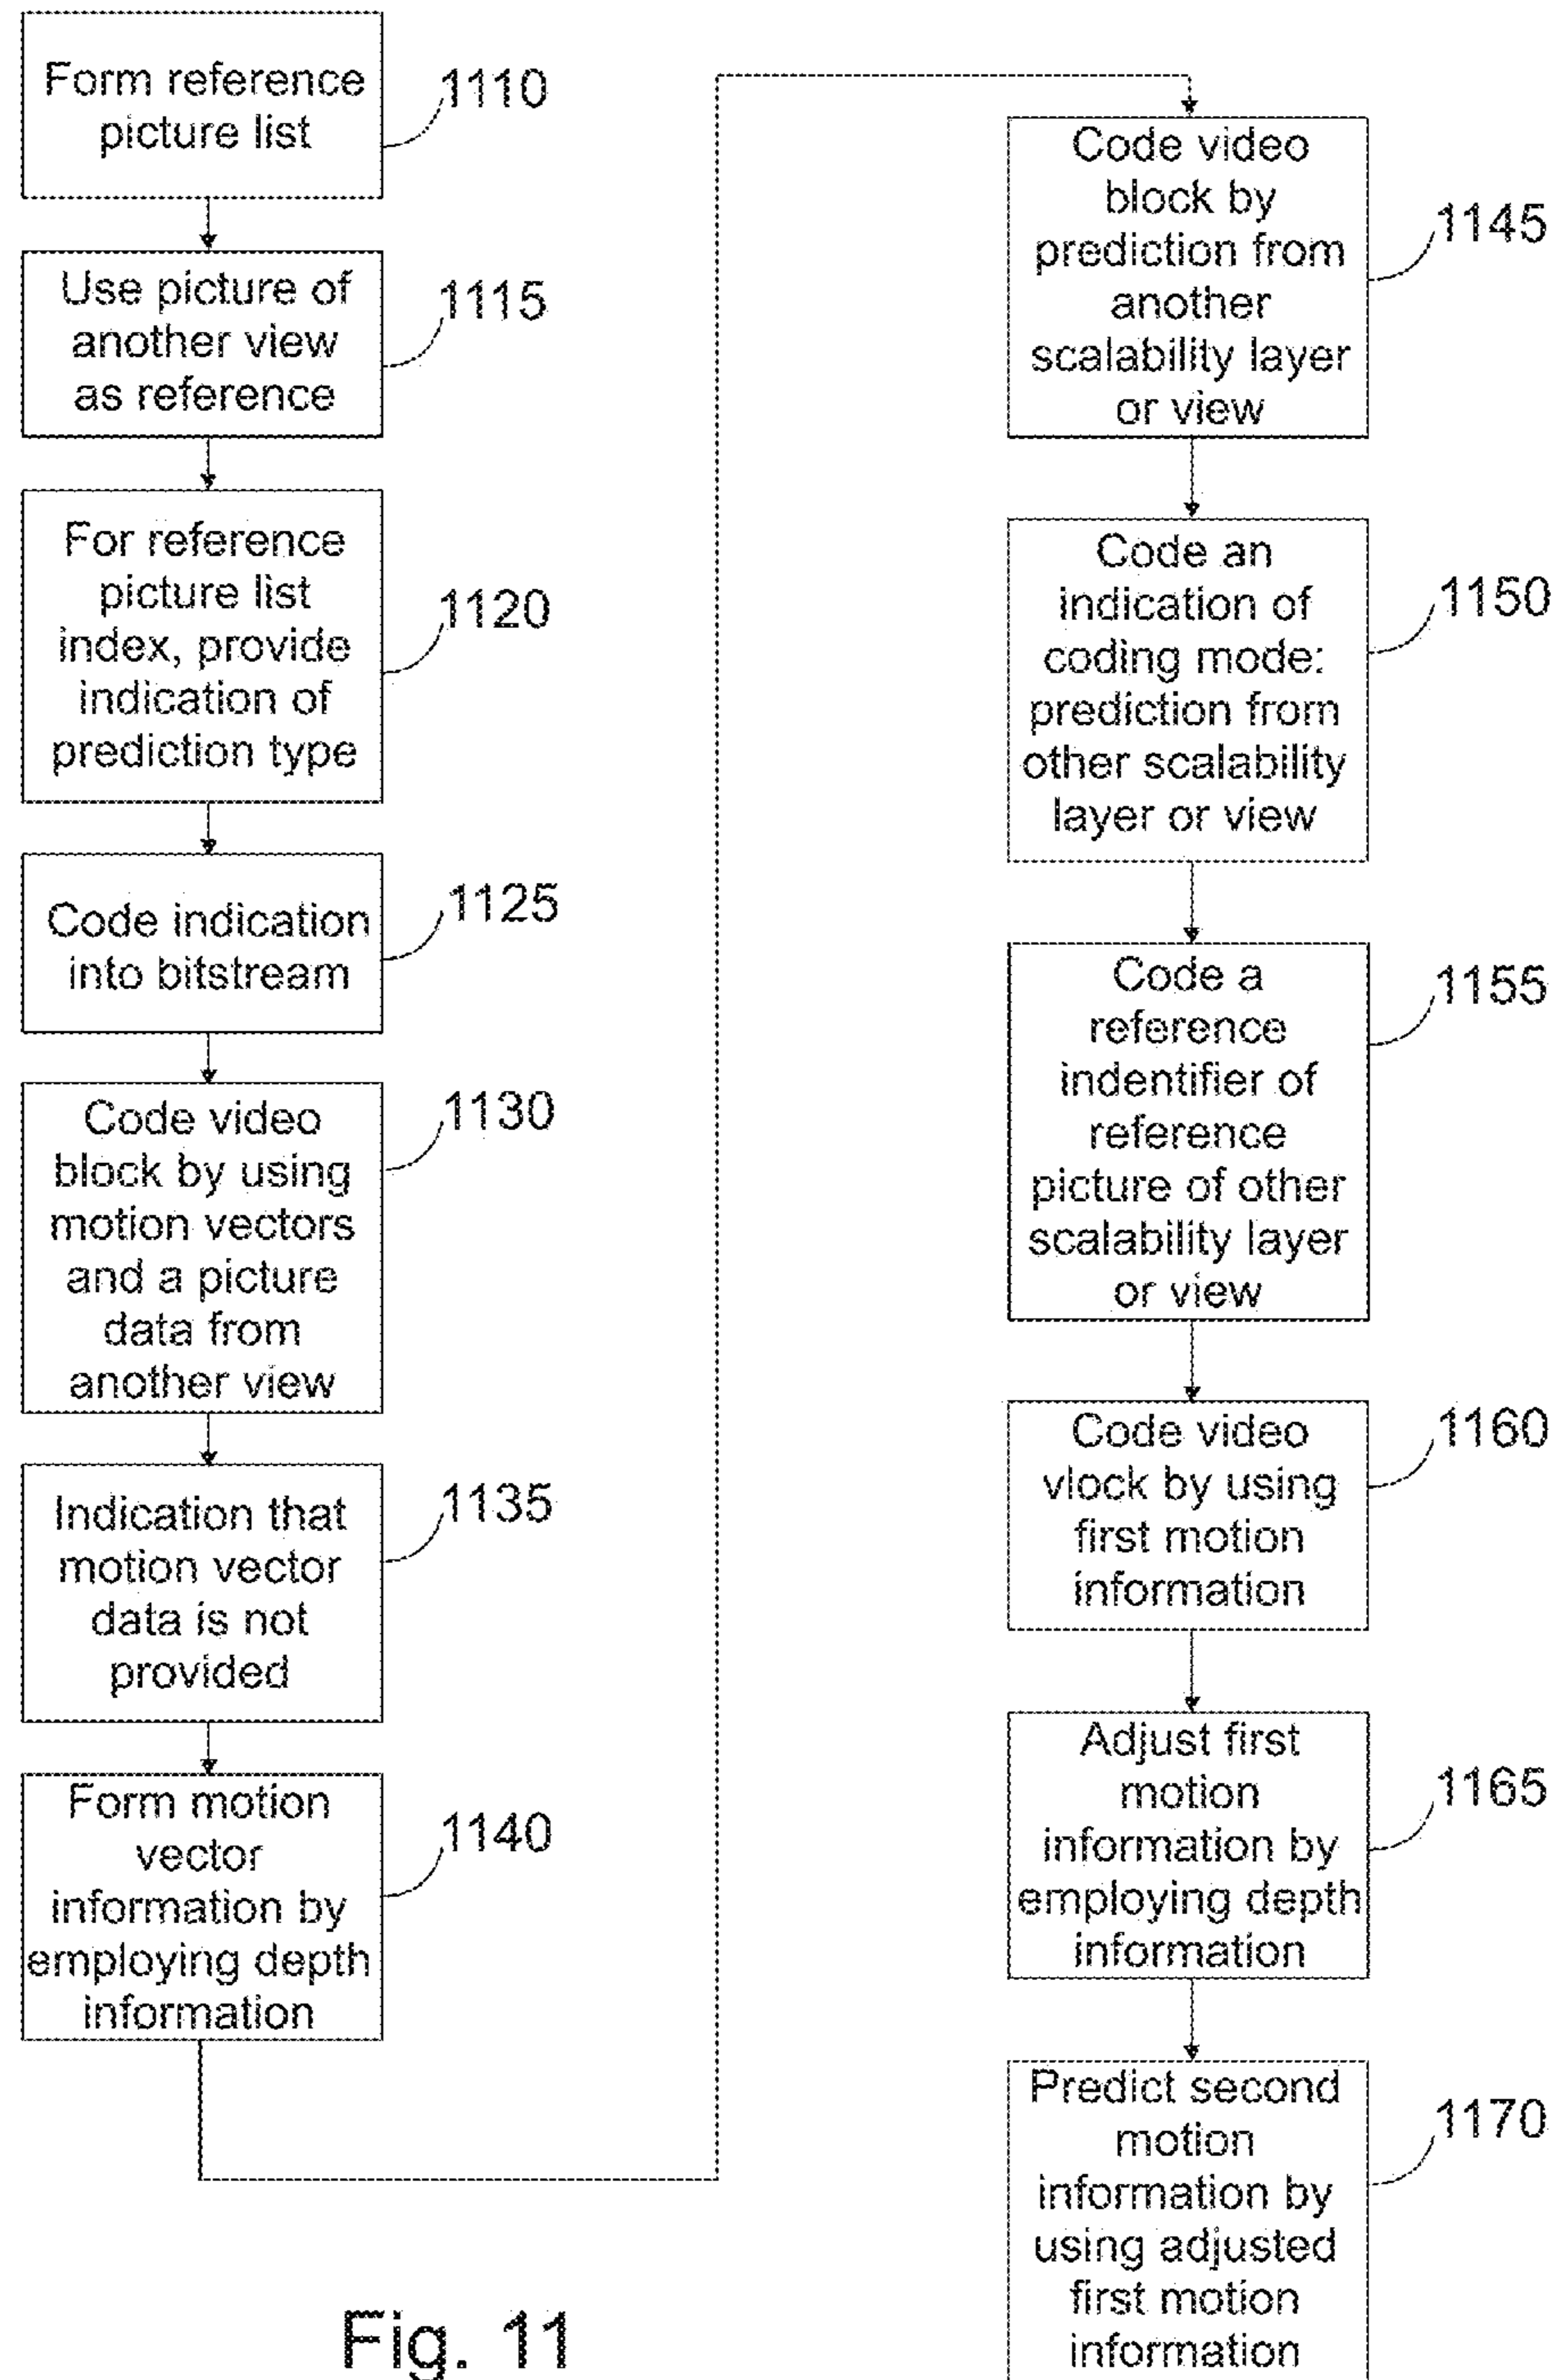 Form reference
picture list
1110
Use picture of
another view
as reference
1115
For reference
picture list
index, provide
indication of
prediction type
1120
Code indication
into bitstream
1125
Code video
block by using
motion vectors
and a picture
data from
another view
1130
Indication that
motion vector
data is not
provided
1135
Form motion
vector
information by
employing depth
information
1140
Code video
block by
prediction from
another
scalability layer
or view
1145
Code an
indication of
coding mode:
prediction from
other scalability
layer or view
1150
Code a
reference
indentifier of
reference
picture of other
scalability layer
or view
1155
Code video
vlock by using
first motion
information
1160
Adjust first
motion
information by
employing depth
information
1165
Predict second
motion
information by
using adjusted
first motion
information
1170
Fig. 11